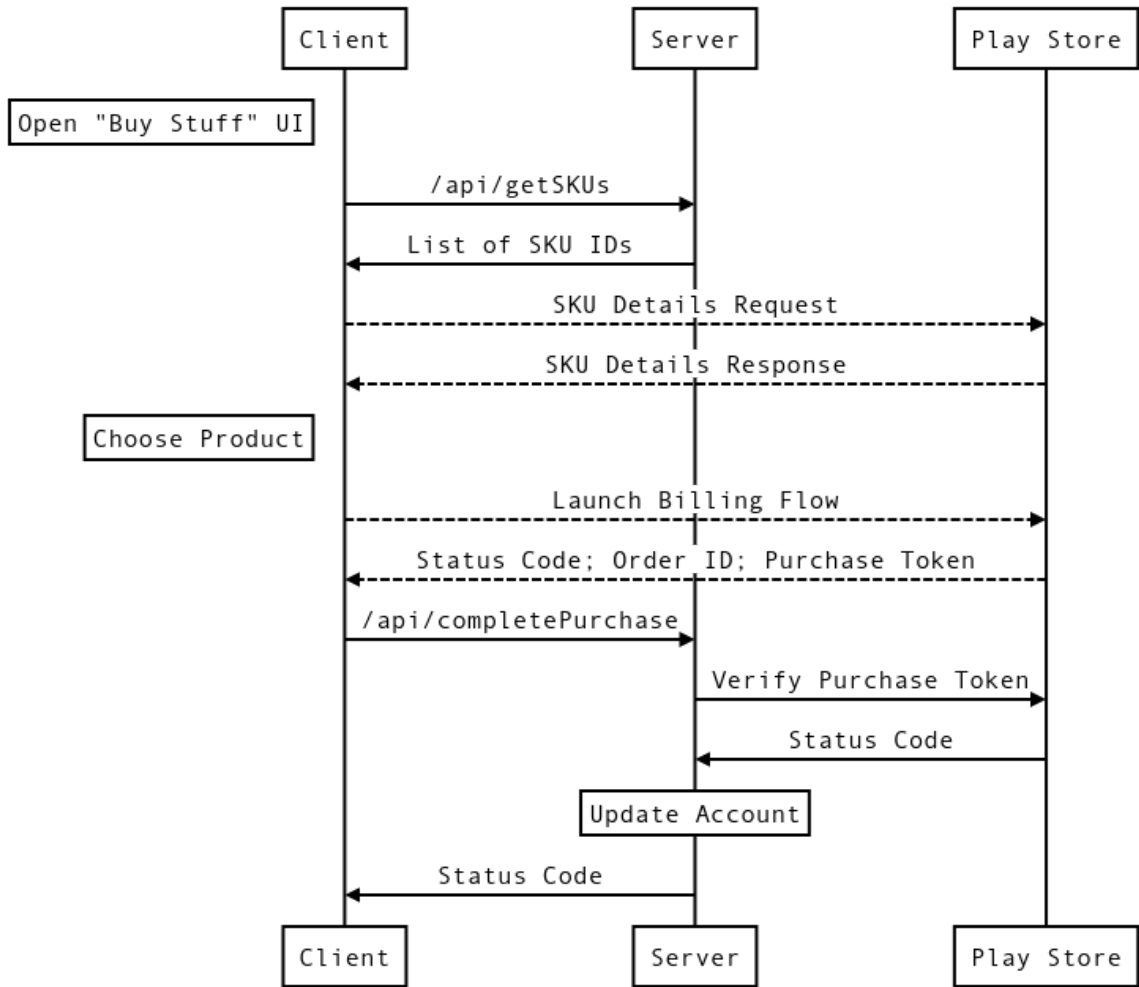 Client
Server
Play Store
Open "Buy Stuff" UI
/api/getSKUs
List of SKU IDs
SKU Details Request
SKU Details Response
Choose Product
Launch Billing Flow
Status Code; Order ID; Purchase Token
/api/completePurchase
Verify Purchase Token
Status Code
Update Account
Status Code
Client
Server
Play Store